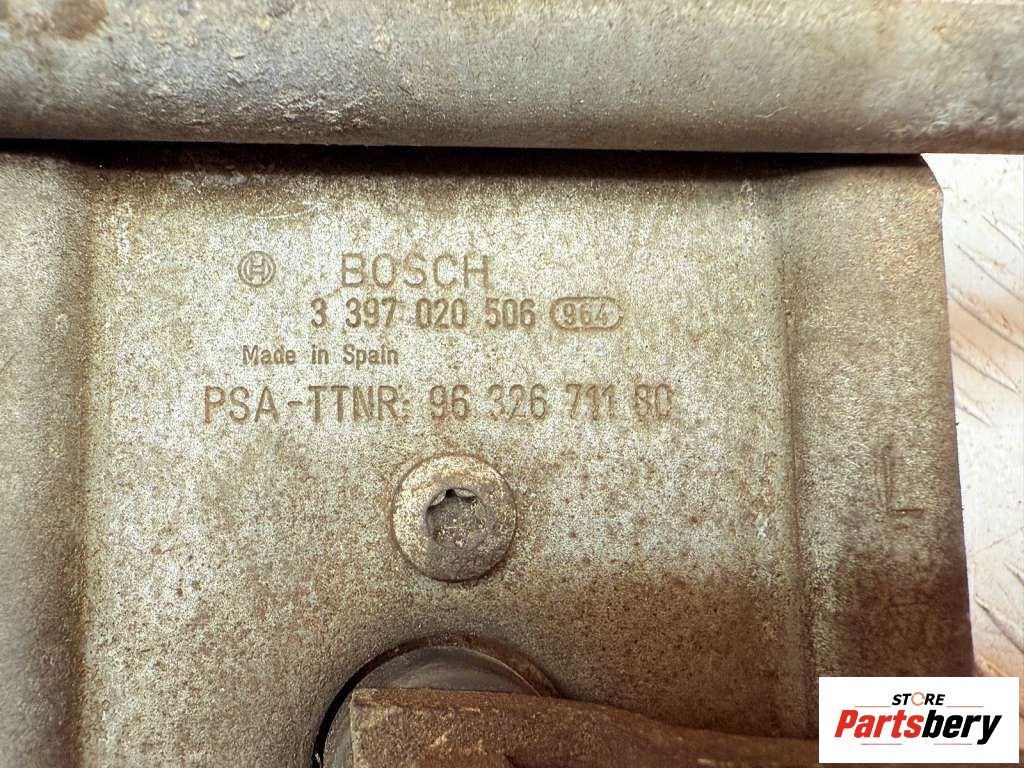 BOSCH
3 397 020 506 964
Made in Spain
PSA-TTNR: 96 326 711 80
L
STORE
Partsbery